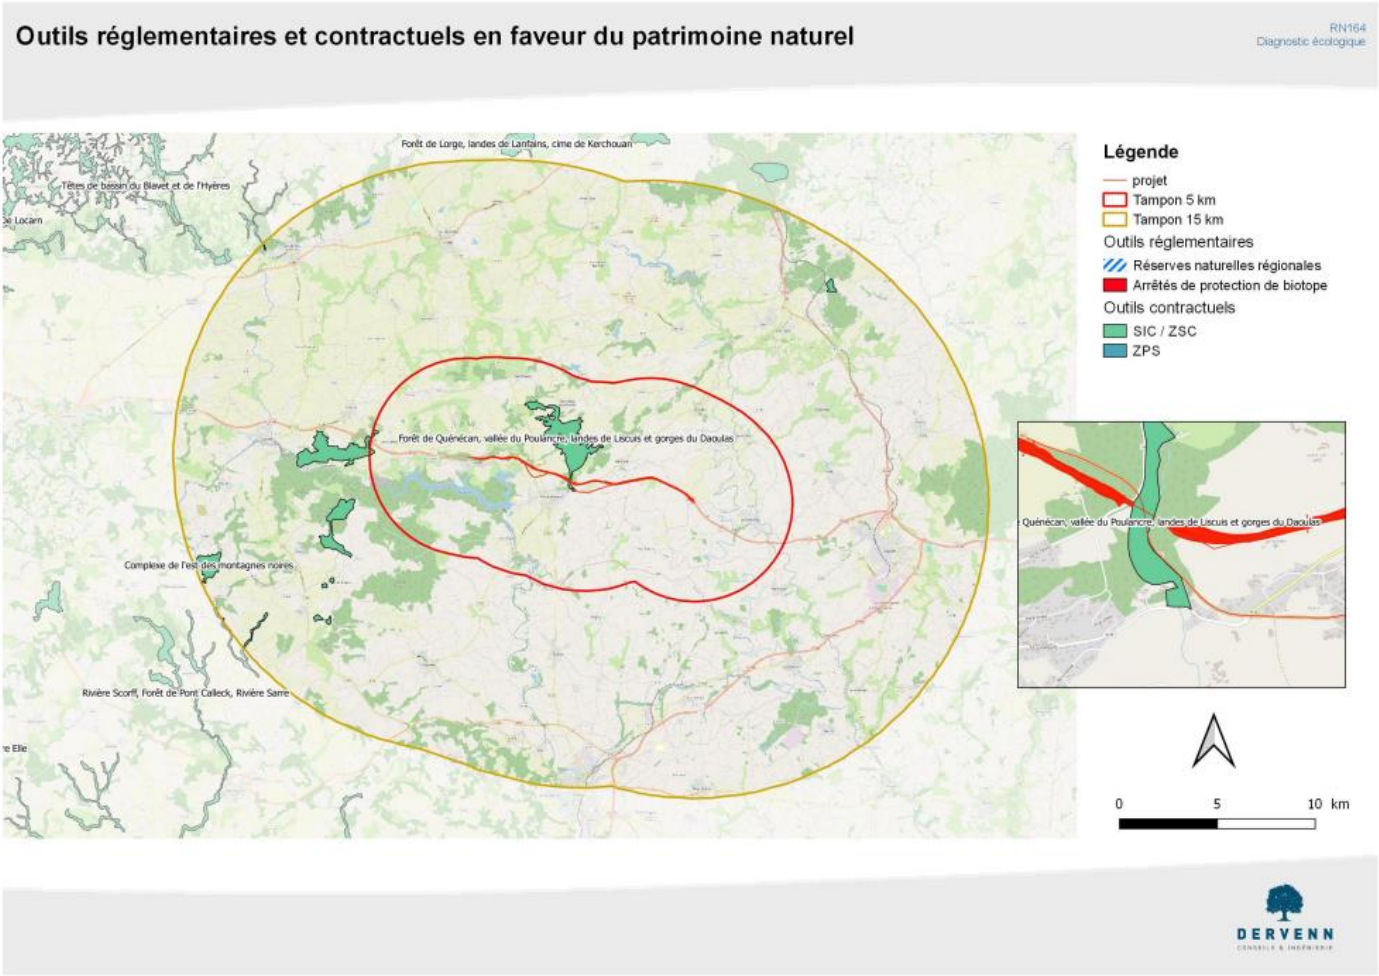 Outils réglementaires et contractuels en faveur du patrimoine naturel
RN164
Diagnostic écologique
Forêt de Lorge, landes de Lanfains, cime de Kerchouan
Têtes de bassin du Blavet et de l'Hyères
De Locarn
Forêt de Quénécan, vallée du Poulancre, landes de Liscuis et gorges du Daoulas
Complexe de l'est des montagnes noires
Rivière Scorff, Forêt de Pont Calleck, Rivière Sarre
re Elle
Légende
projet
Tampon 5 km
Tampon 15 km
Outils réglementaires
Réserves naturelles régionales
Arrêtés de protection de biotope
Outils contractuels
SIC / ZSC
ZPS
Quénécan, vallée du Poulancre, landes de Liscuis et gorges du Daoulas
0 5 10 km
DERVENN
CONSEILS & INGÉNIERIE